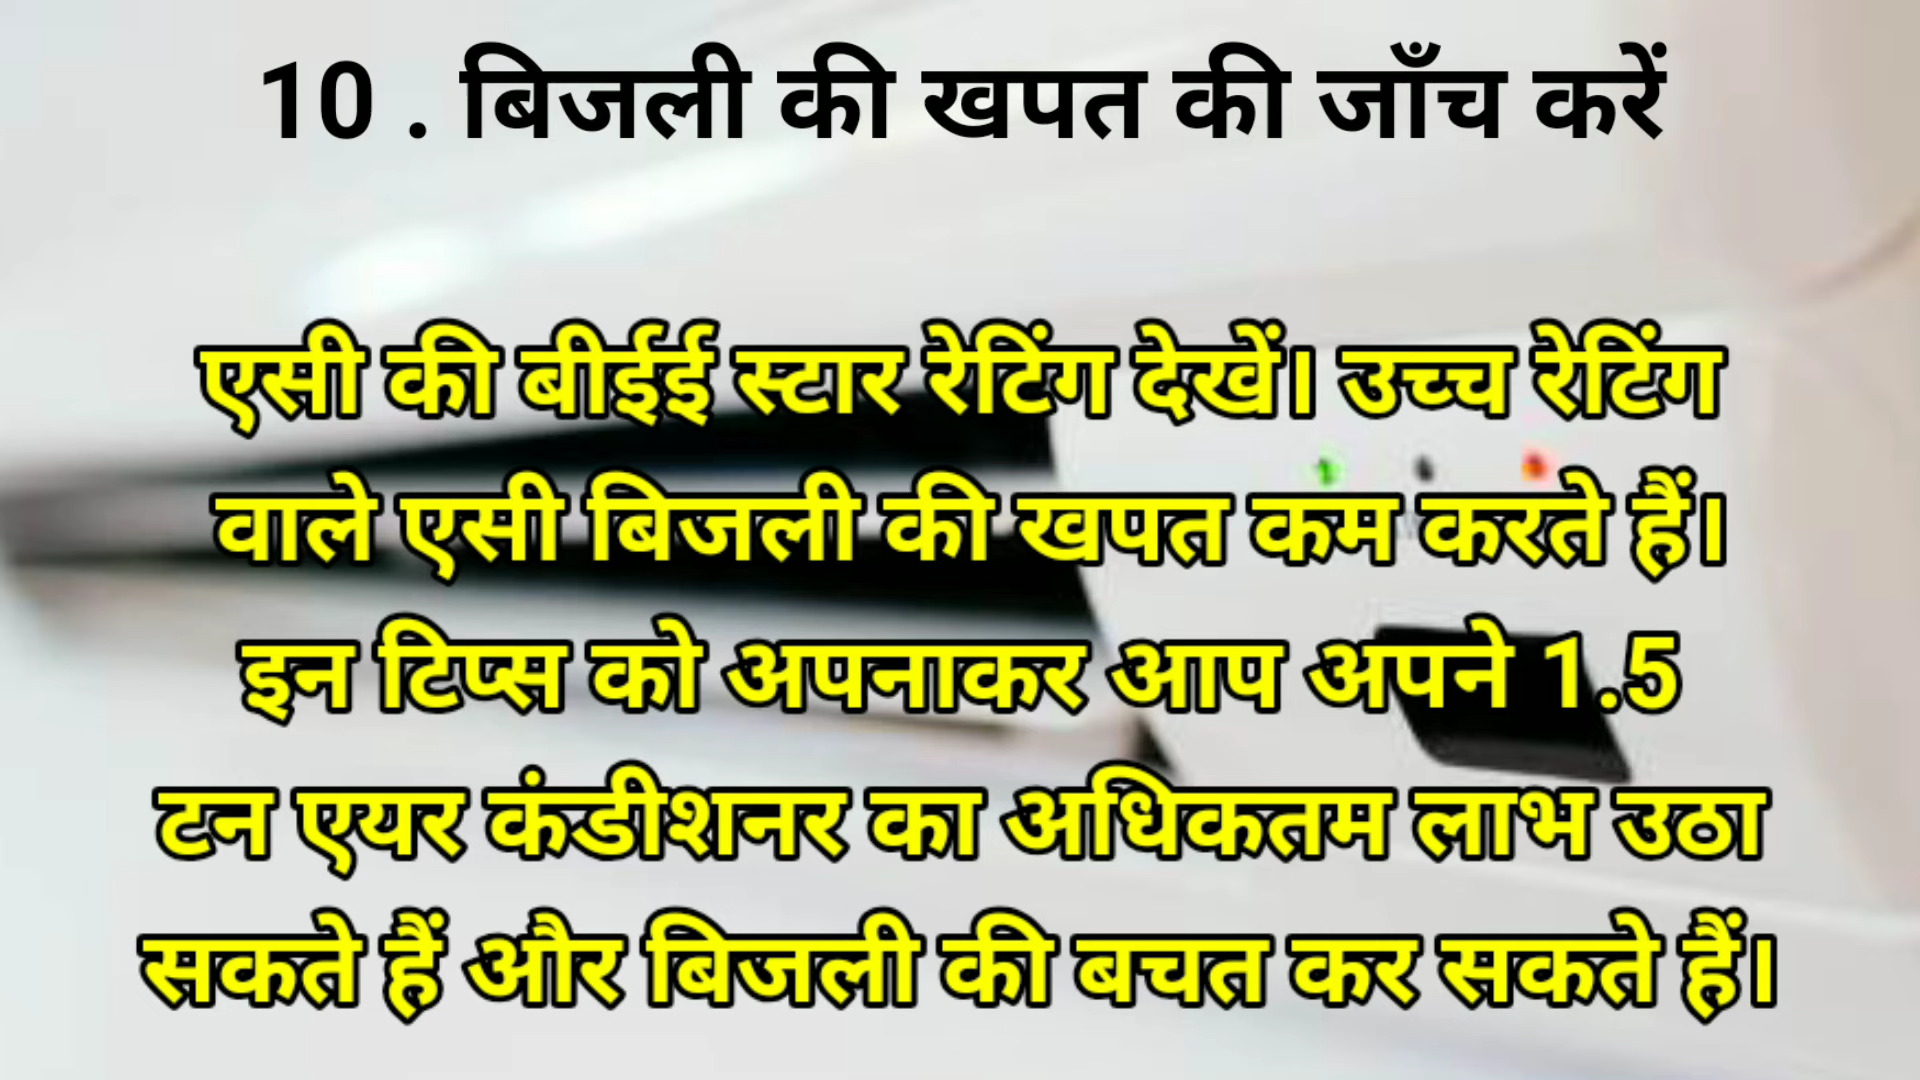 10 . बिजली की खपत की जाँच करें
एसी की बीईई स्टार रेटिंग देखें। उच्च रेटिंग
वाले एसी बिजली की खपत कम करते हैं।
इन टिप्स को अपनाकर आप अपने 1.5
टन एयर कंडीशनर का अधिकतम लाभ उठा
सकते हैं और बिजली की बचत कर सकते हैं।